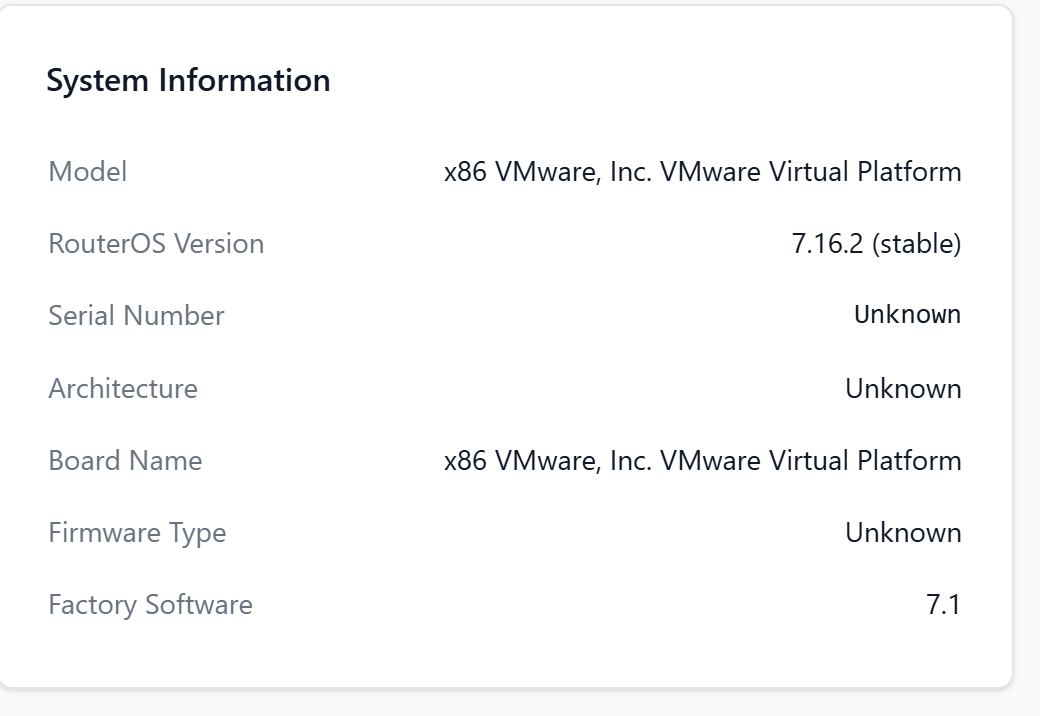 System Information
Model x86 VMware, Inc. VMware Virtual Platform
RouterOS Version 7.16.2 (stable)
Serial Number Unknown
Architecture Unknown
Board Name x86 VMware, Inc. VMware Virtual Platform
Firmware Type Unknown
Factory Software 7.1